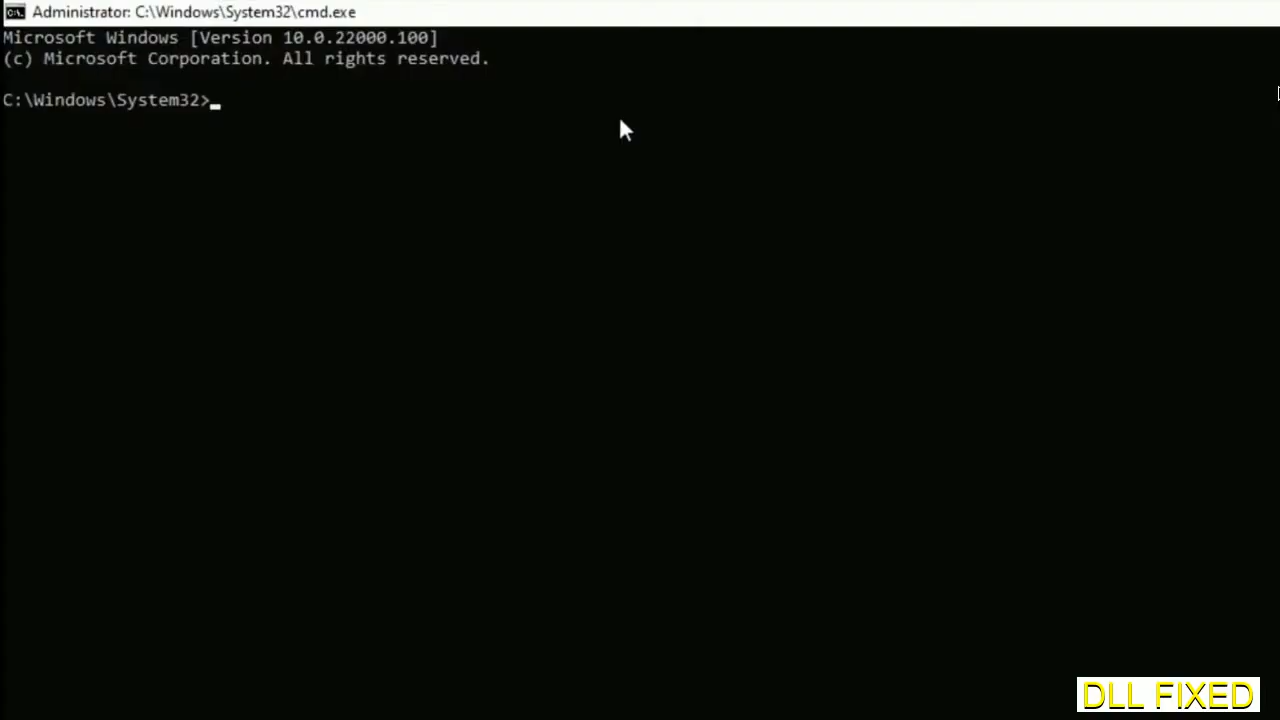 Administrator: C:\Windows\System32\cmd.exe
Microsoft Windows [Version 10.0.22000.100]
(c) Microsoft Corporation. All rights reserved.
C:\Windows\System32>
DLL FIXED